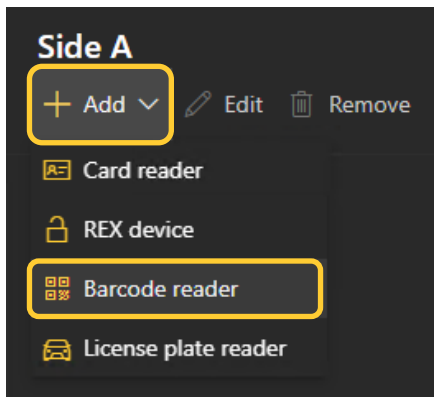 Side A
Add Edit Remove
Card reader
REX device
Barcode reader
License plate reader